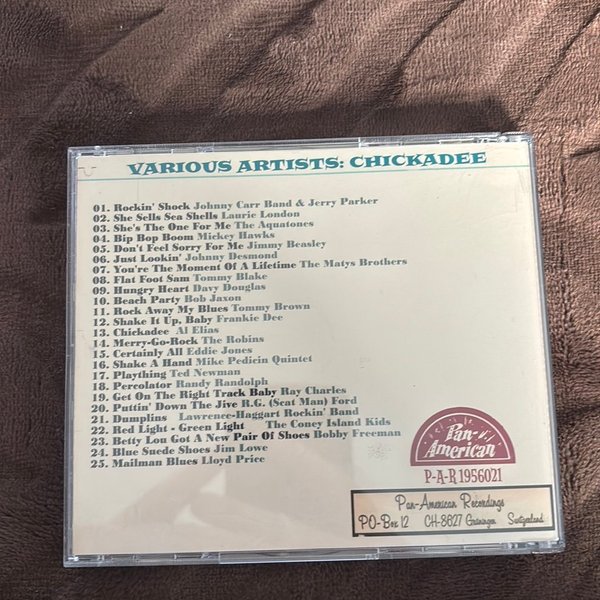 VARIOUS ARTISTS: CHICKADEE
01. Rockin' Shock Johnny Carr Band & Jerry Parker
02. She Sells Sea Shells Laurie London
03. She's The One For Me The Aquatones
04. Bip Bop Boom Mickey Hawks
05. Don't Feel Sorry For Me Jimmy Beasley
06. Just Lookin' Johnny Desmond
07. You're The Moment Of A Lifetime The Matys Brothers
08. Flat Foot Sam Tommy Blake
09. Hungry Heart Davy Douglas
10. Beach Party Bob Jaxon
11. Rock Away My Blues Tommy Brown
12. Shake It Up, Baby Frankie Dee
13. Chickadee Al Elias
14. Merry-Go-Rock The Robins
15. Certainly All Eddie Jones
16. Shake A Hand Mike Pedicin Quintet
17. Plaything Ted Newman
18. Percolator Randy Randolph
19. Get On The Right Track Baby Ray Charles
20. Puttin' Down The Jive R.G. (Seat Man) Ford
21. Dumplins Lawrence-Haggart Rockin' Band
22. Red Light - Green Light The Coney Island Kids
23. Betty Lou Got A New Pair Of Shoes Bobby Freeman
24. Blue Suede Shoes Jim Lowe
25. Mailman Blues Lloyd Price
Pan-
American
P-A-R 1956021
Pan-American Recordings
PO-Box 12 CH-8627 Grüningen Switzerland